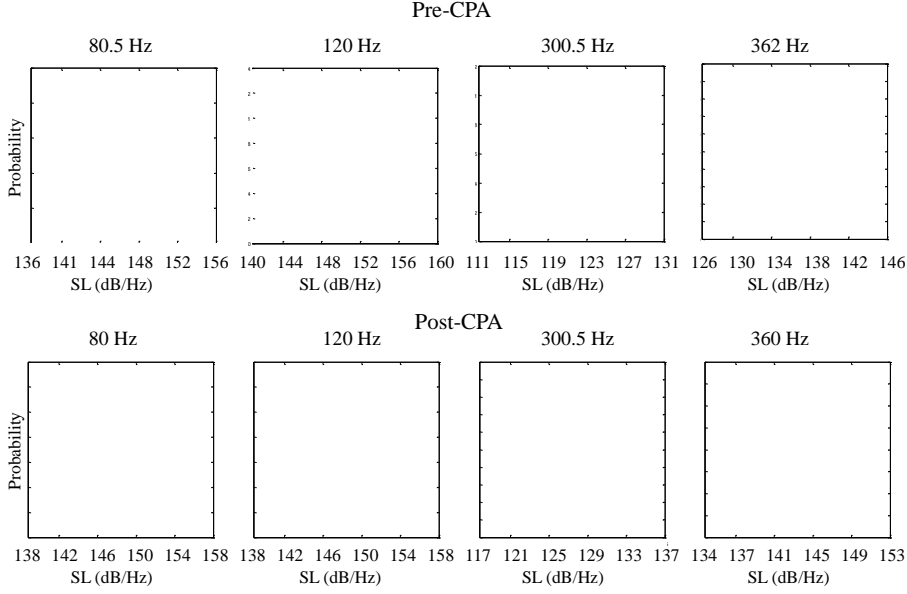 Pre-CPA
80.5 Hz 120 Hz 300.5 Hz 362 Hz
Probability
136 141 144 148 152 156 140 144 148 152 156 160 111 115 119 123 127 131 126 130 134 138 142 146
SL (dB/Hz) SL (dB/Hz) SL (dB/Hz) SL (dB/Hz)
Post-CPA
80 Hz 120 Hz 300.5 Hz 360 Hz
Probability
138 142 146 150 154 158 138 142 146 150 154 158 117 121 125 129 133 137 134 137 141 145 149 153
SL (dB/Hz) SL (dB/Hz) SL (dB/Hz) SL (dB/Hz)